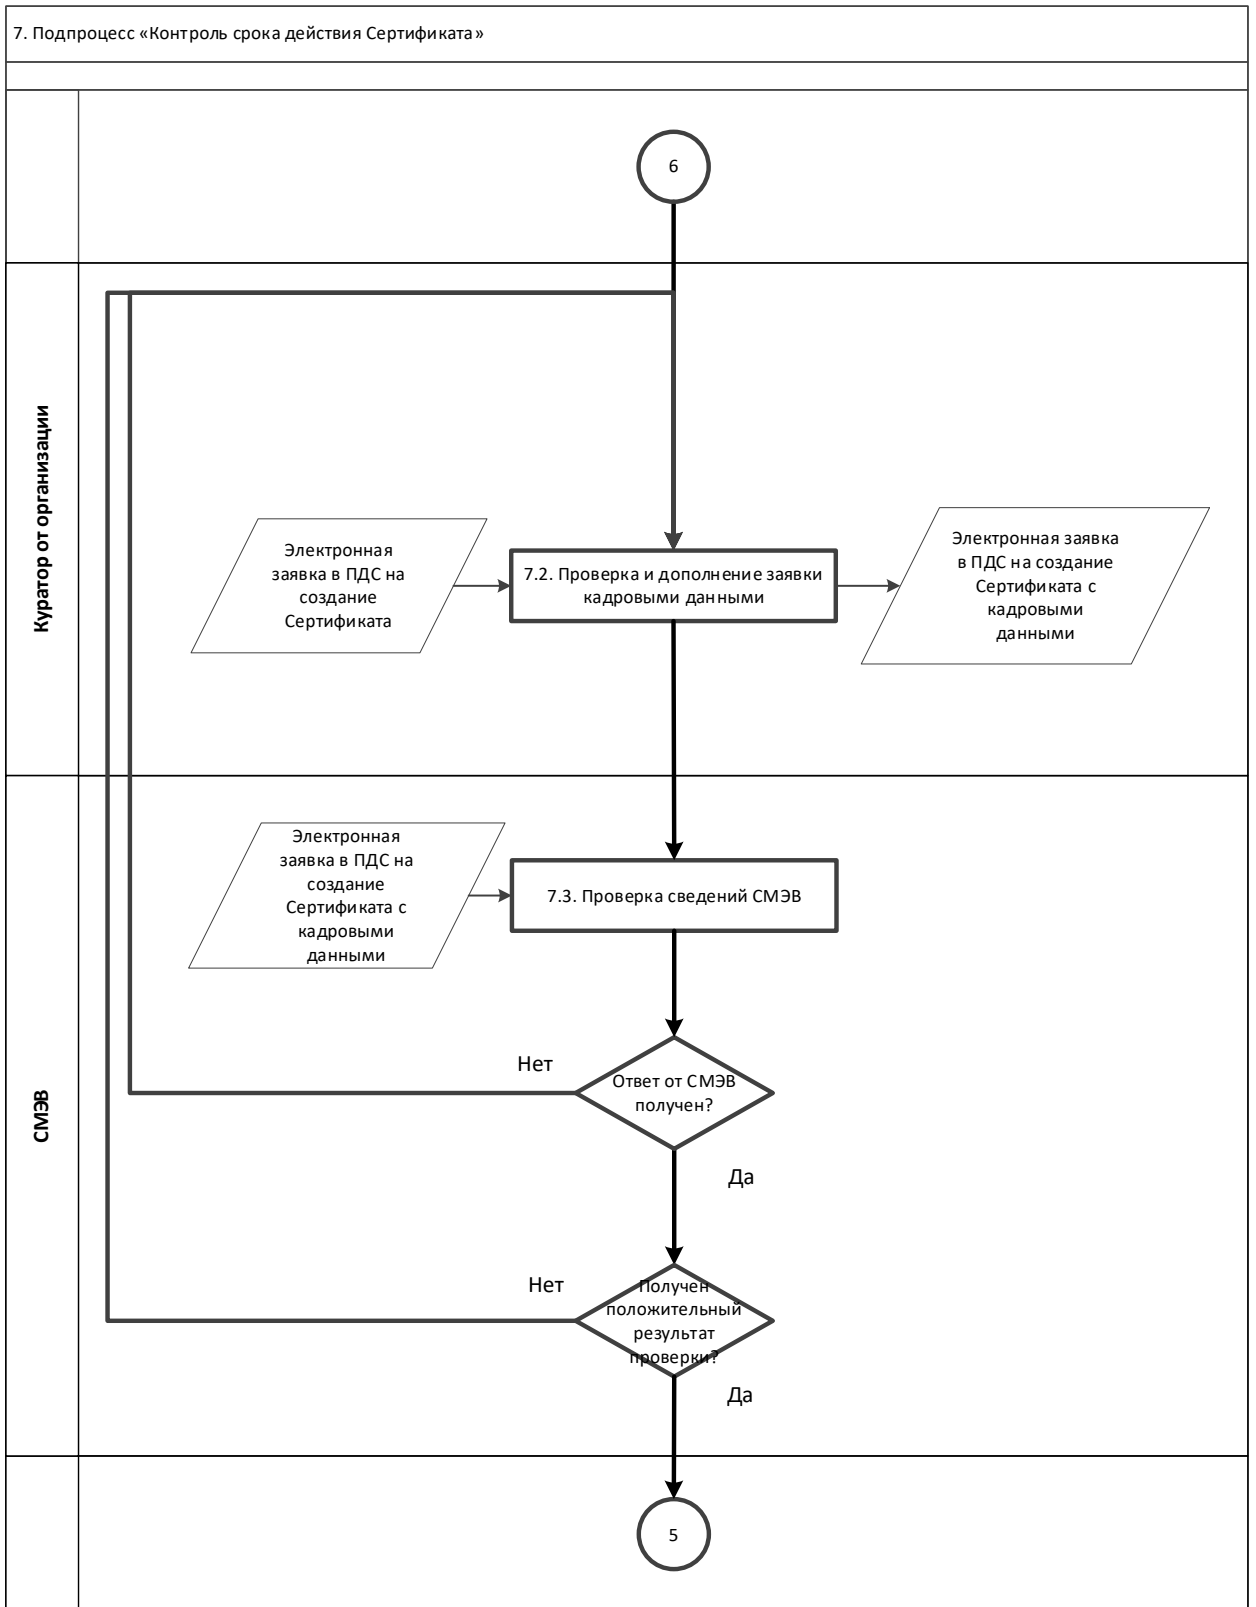 7. Подпроцесс «Контроль срока действия Сертификата»
6
Куратор от организации
Электронная
заявка в ПДС на
создание
Сертификата
7.2. Проверка и дополнение заявки
кадровыми данными
Электронная заявка
в ПДС на создание
Сертификата с
кадровыми
данными
СМЭВ
Электронная
заявка в ПДС на
создание
Сертификата с
кадровыми
данными
7.3. Проверка сведений СМЭВ
Нет
Ответ от СМЭВ
получен?
Да
Нет
Получен
положительный
результат
проверки?
Да
5